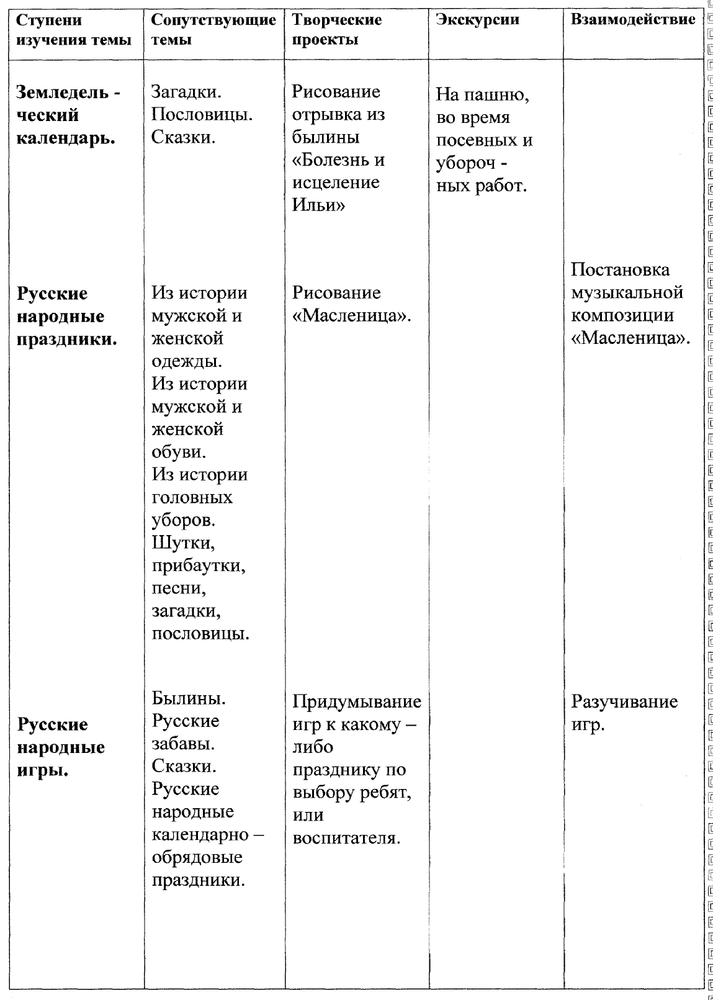 Ступени
изучения темы
Сопутствующие
темы
Творческие
проекты
Экскурсии
Взаимодействие
Земледель -
ческий
календарь.
Загадки.
Пословицы.
Сказки.
Рисование
отрывка из
былины
«Болезнь и
исцеление
Ильи»
На пашню,
во время
посевных и
убороч -
ных работ.
Русские
народные
праздники.
Из истории
мужской и
женской
одежды.
Из истории
мужской и
женской
обуви.
Из истории
головных
уборов.
Шутки,
прибаутки,
песни,
загадки,
пословицы.
Рисование
«Масленица».
Постановка
музыкальной
композиции
«Масленица».
Русские
народные
игры.
Былины.
Русские
забавы.
Сказки.
Русские
народные
календарно –
обрядовые
праздники.
Придумывание
игр к какому –
либо
празднику по
выбору ребят,
или
воспитателя.
Разучивание
игр.